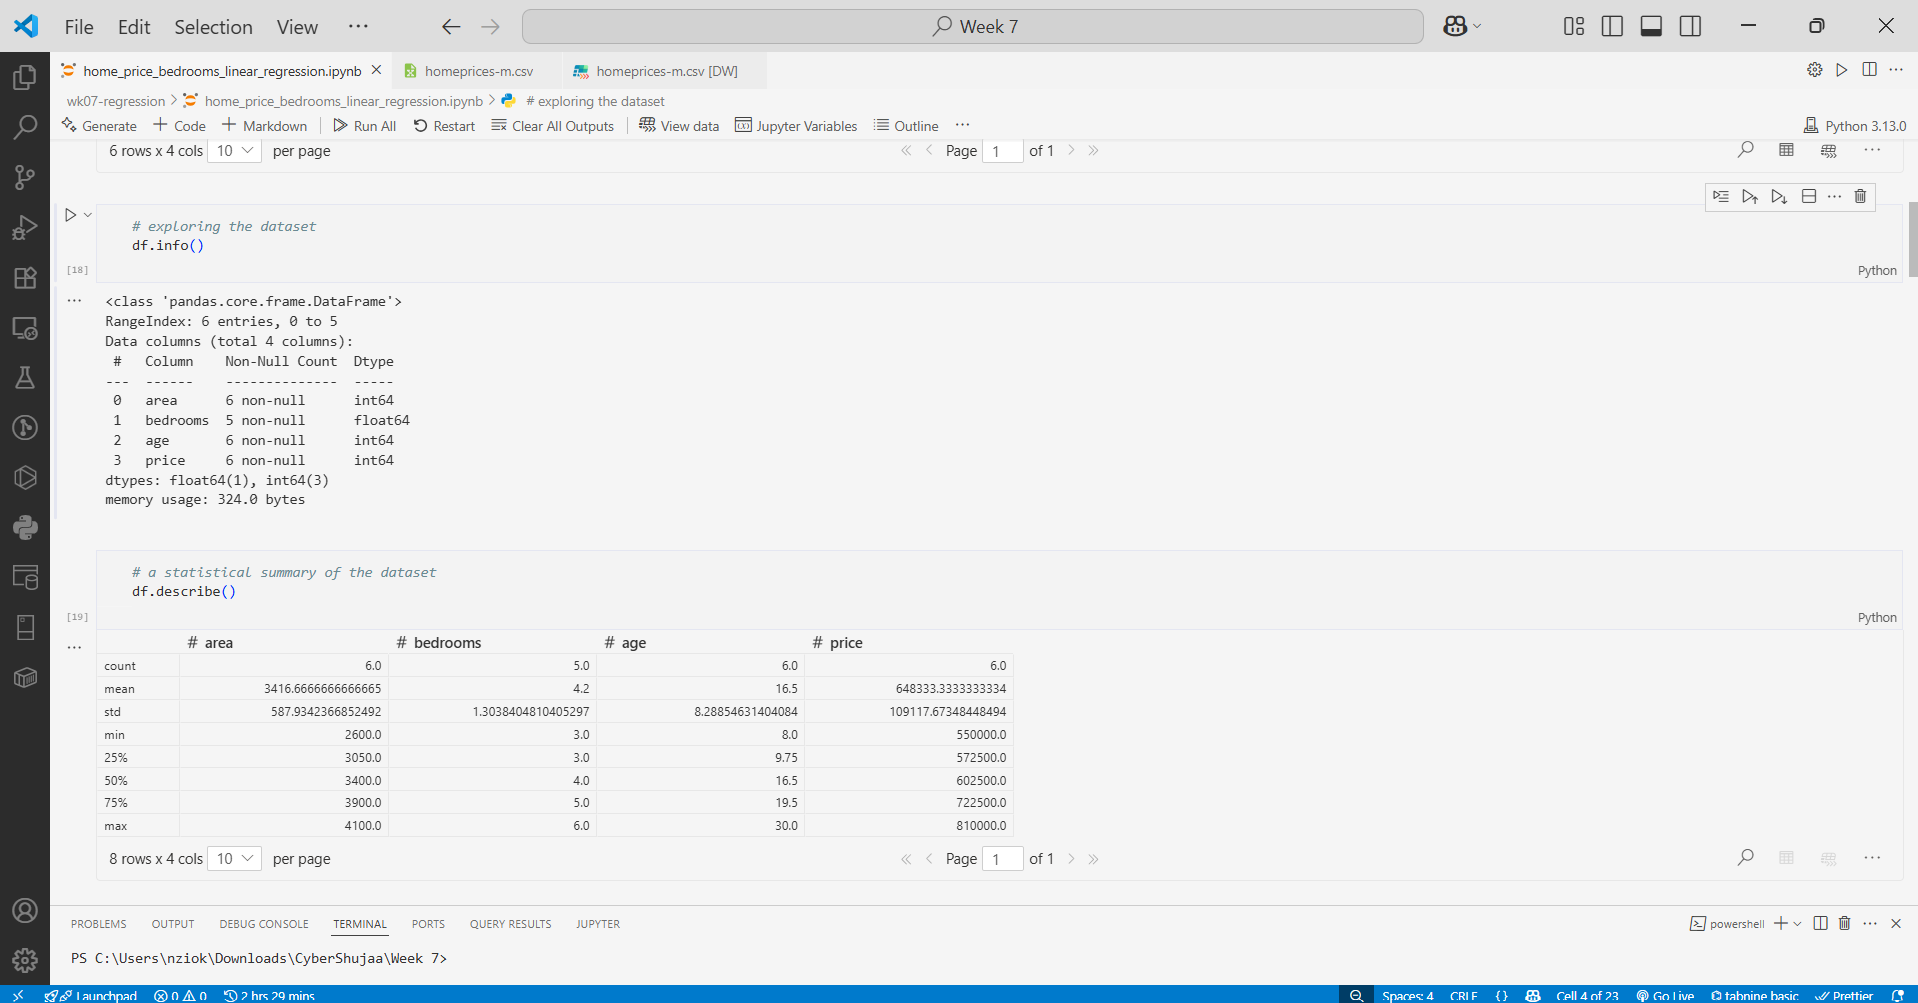 File Edit Selection View ··· Week 7
home_price_bedrooms_linear_regression.ipynb homeprices-m.csv homeprices-m.csv [DW]
wk07-regression > home_price_bedrooms_linear_regression.ipynb > # exploring the dataset
Generate + Code + Markdown | Run All Restart Clear All Outputs | View data Jupyter Variables Outline ··· Python 3.13.0
6 rows x 4 cols 10 per page « < Page 1 of 1 > »
# exploring the dataset
df.info()
[18] Python
<class 'pandas.core.frame.DataFrame'>
RangeIndex: 6 entries, 0 to 5
Data columns (total 4 columns):
# Column Non-Null Count Dtype
--- ------ -------------- -----
0 area 6 non-null int64
1 bedrooms 5 non-null float64
2 age 6 non-null int64
3 price 6 non-null int64
dtypes: float64(1), int64(3)
memory usage: 324.0 bytes
# a statistical summary of the dataset
df.describe()
[19] Python
# area # bedrooms # age # price
count 6.0 5.0 6.0 6.0
mean 3416.6666666666665 4.2 16.5 648333.3333333334
std 587.9342366852492 1.3038404810405297 8.28854631404084 109117.67348448494
min 2600.0 3.0 8.0 550000.0
25% 3050.0 3.0 9.75 572500.0
50% 3400.0 4.0 16.5 602500.0
75% 3900.0 5.0 19.5 722500.0
max 4100.0 6.0 30.0 810000.0
8 rows x 4 cols 10 per page « < Page 1 of 1 > »
PROBLEMS OUTPUT DEBUG CONSOLE TERMINAL PORTS QUERY RESULTS JUPYTER powershell
PS C:\Users\nziok\Downloads\CyberShujaa\Week 7>
Launchpad 0 0 2 hrs 29 mins Spaces: 4 CRLF {} Cell 4 of 23 Go Live tabnine basic Prettier